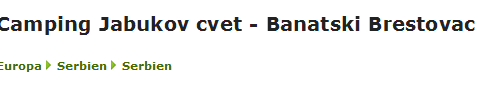 Camping Jabukov cvet - Banatski Brestovac
Europa Serbien Serbien